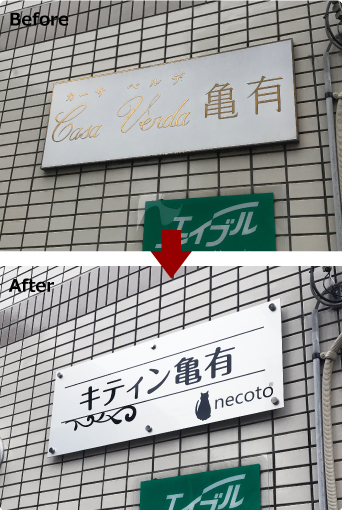 Before
カーサ ベルデ
Casa Verda 亀有
エイブル
After
キティン亀有
necoto
エイブル